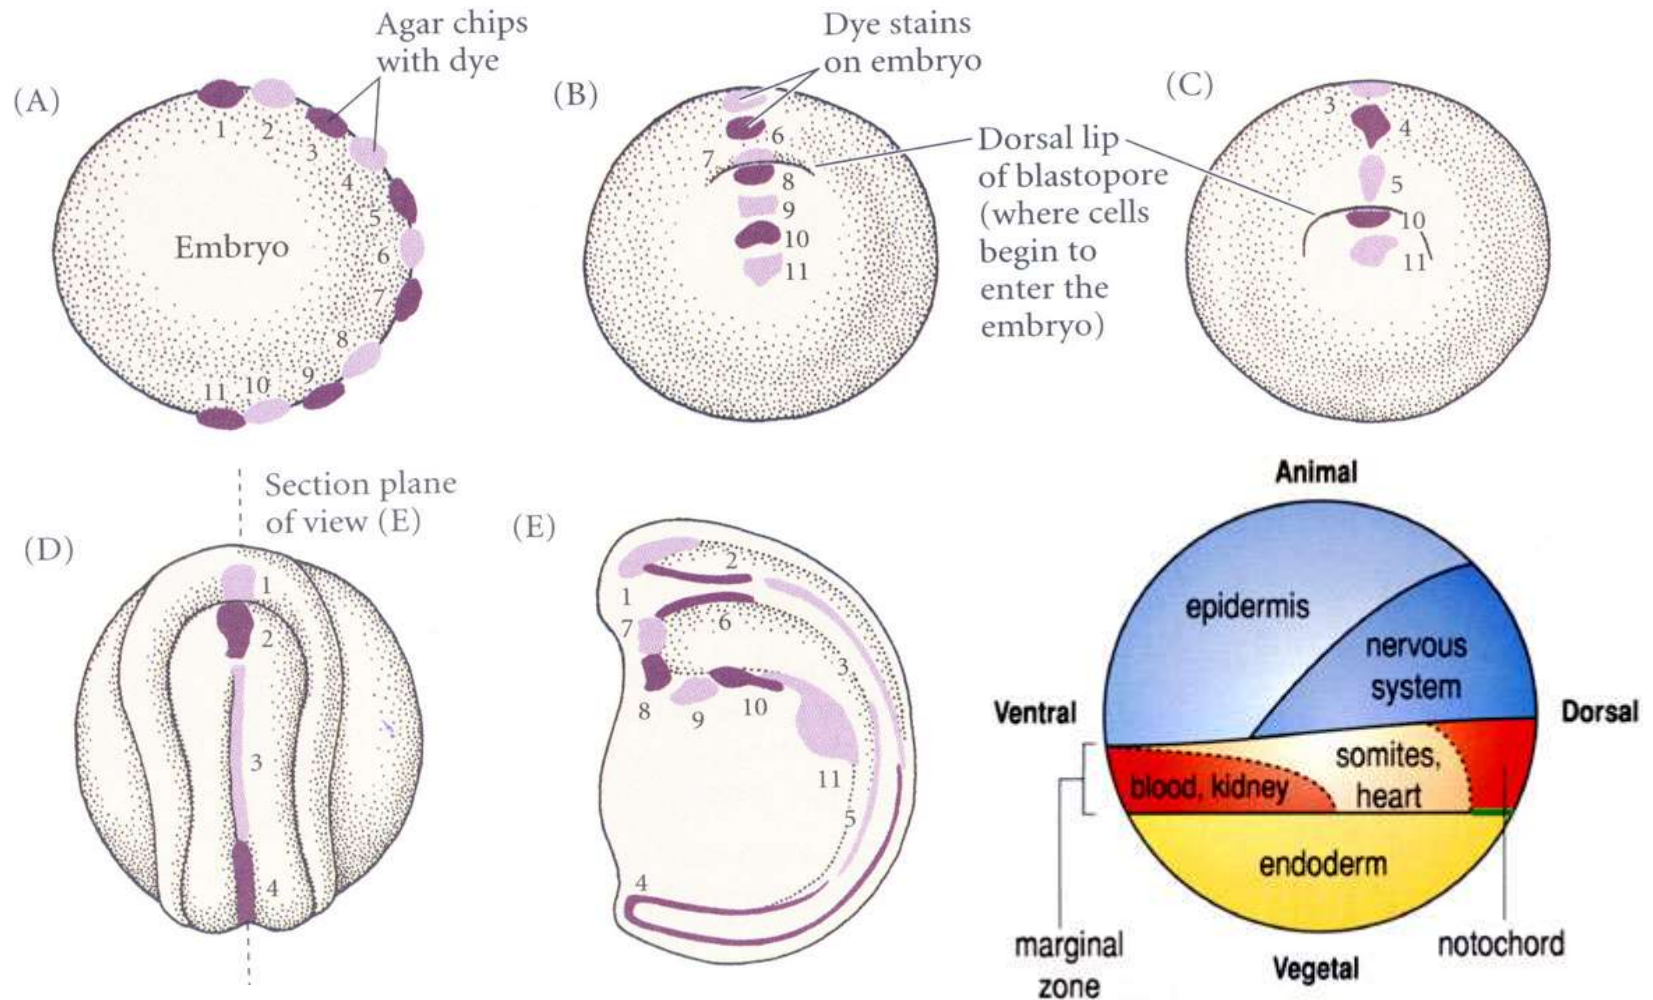 (A)
Agar chips
with dye
1 2
3
4
5
6
7
8
9
10
11
Embryo
(B)
Dye stains
on embryo
6
7
8
9
10
11
Dorsal lip
of blastopore
(where cells
begin to
enter the
embryo)
(C)
3
4
5
10
11
(D)
Section plane
of view (E)
1
2
3
4
(E)
2
1
7
6
3
8
9
10
11
5
4
Animal
epidermis
nervous
system
Ventral
Dorsal
somites,
heart
blood, kidney
endoderm
marginal
zone
notochord
Vegetal